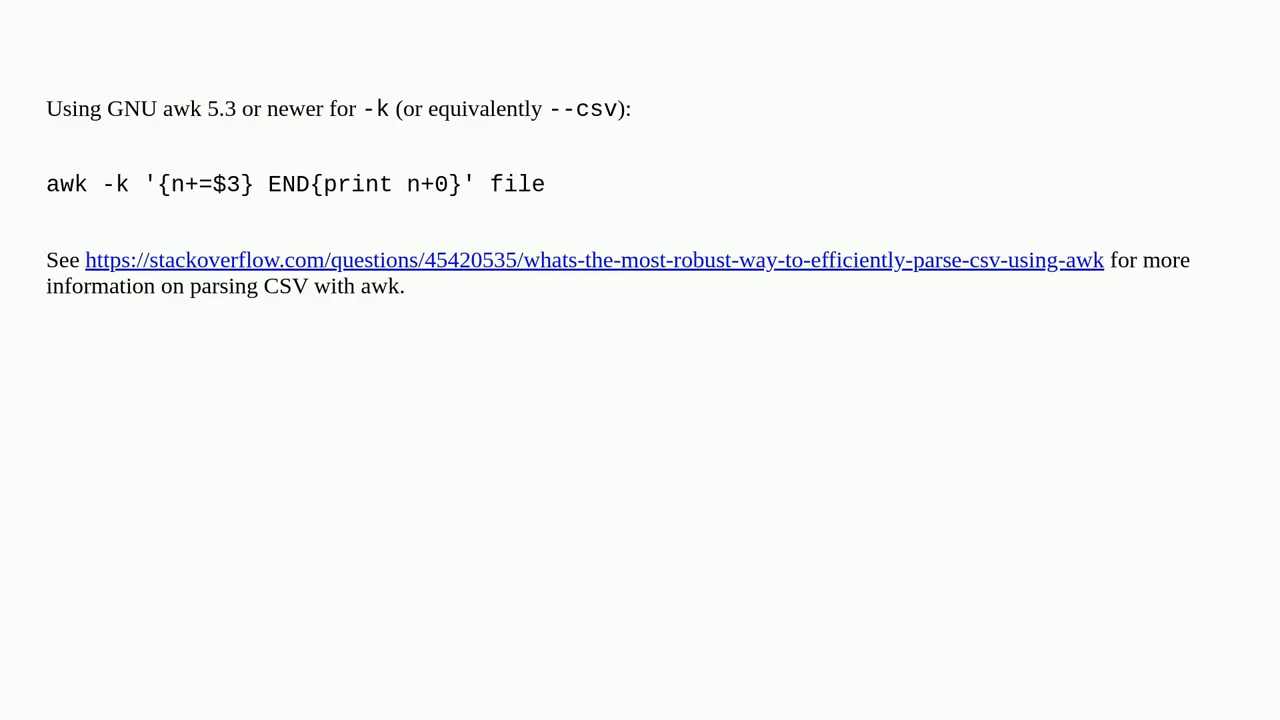 Using GNU awk 5.3 or newer for -k (or equivalently --csv):
awk -k '{n+=$3} END{print n+0}' file
See https://stackoverflow.com/questions/45420535/whats-the-most-robust-way-to-efficiently-parse-csv-using-awk for more
information on parsing CSV with awk.